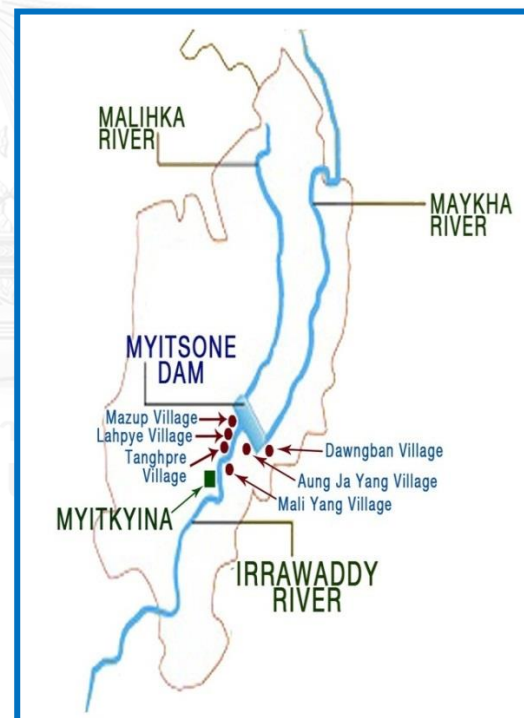 MALIHKA
RIVER
MAYKHA
RIVER
MYITSONE
DAM
Mazup Village
Lahpye Village
Tanghpre
Village
Dawngban Village
Aung Ja Yang Village
Mali Yang Village
MYITKYINA
IRRAWADDY
RIVER